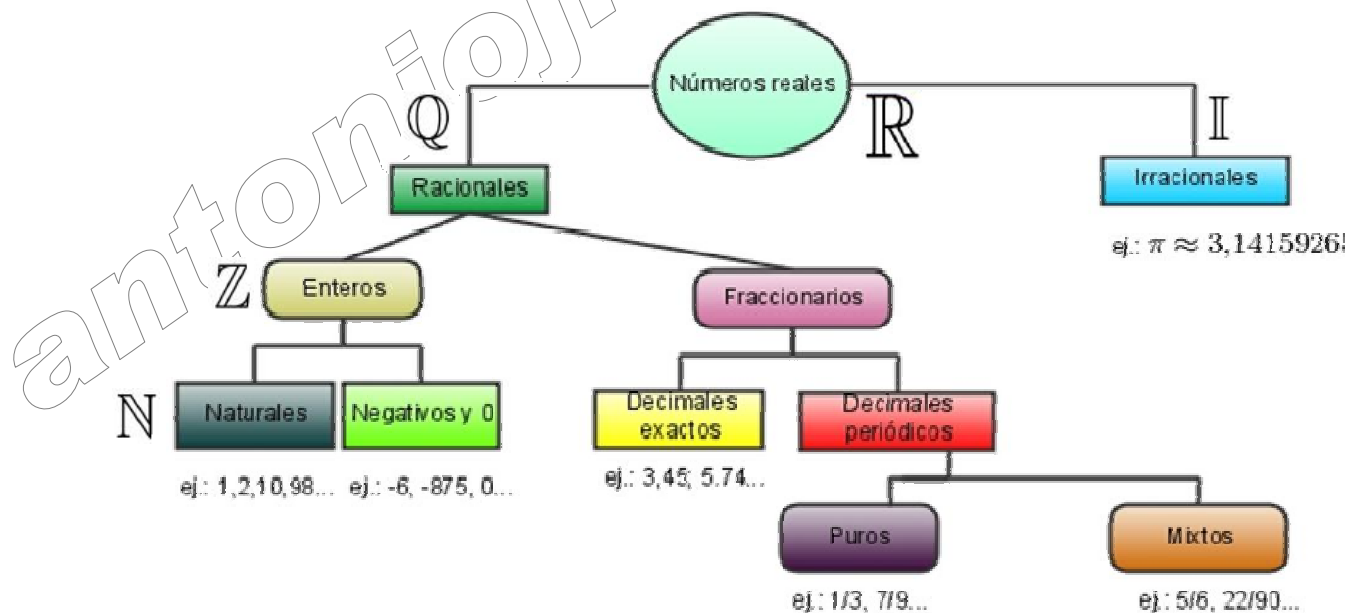 antonioj
Números reales
ℚ
ℝ
𝕀
Racionales
Irracionales
ej.: π ≈ 3,1415926
ℤ
Enteros
Fraccionarios
ℕ
Naturales
Negativos y 0
Decimales
exactos
Decimales
periódicos
ej.: 1,2,10,98...
ej.: -6, -875, 0...
ej.: 3,45; 5.74...
Puros
Mixtos
ej.: 1/3, 7/9...
ej.: 5/6, 22/90...